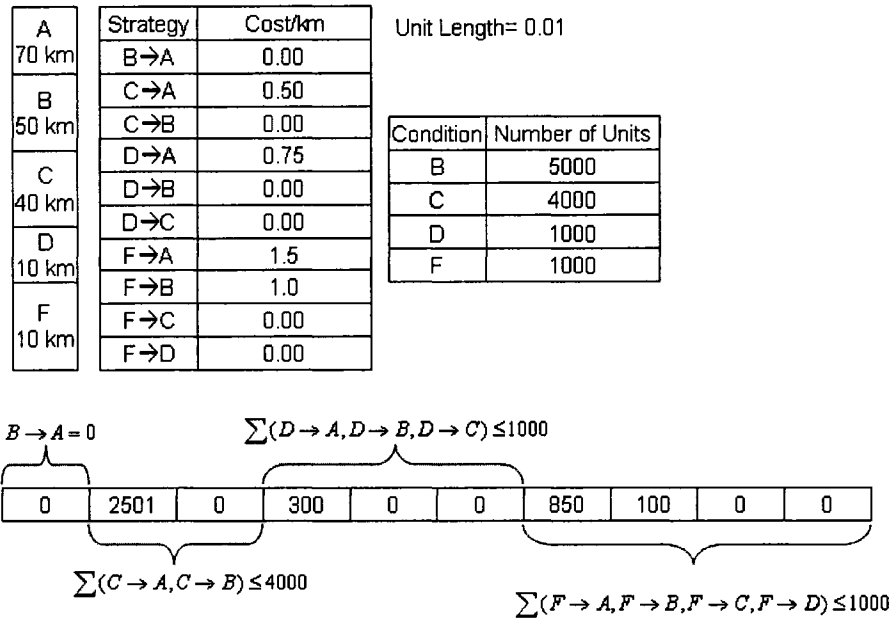 A
70 km
B
50 km
C
40 km
D
10 km
F
10 km
Strategy Cost/km
B→A 0.00
C→A 0.50
C→B 0.00
D→A 0.75
D→B 0.00
D→C 0.00
F→A 1.5
F→B 1.0
F→C 0.00
F→D 0.00
Unit Length= 0.01
Condition Number of Units
B 5000
C 4000
D 1000
F 1000
B→A=0
∑(D→A,D→B,D→C)≤1000
0 2501 0 300 0 0 850 100 0 0
∑(C→A,C→B)≤4000
∑(F→A,F→B,F→C,F→D)≤1000